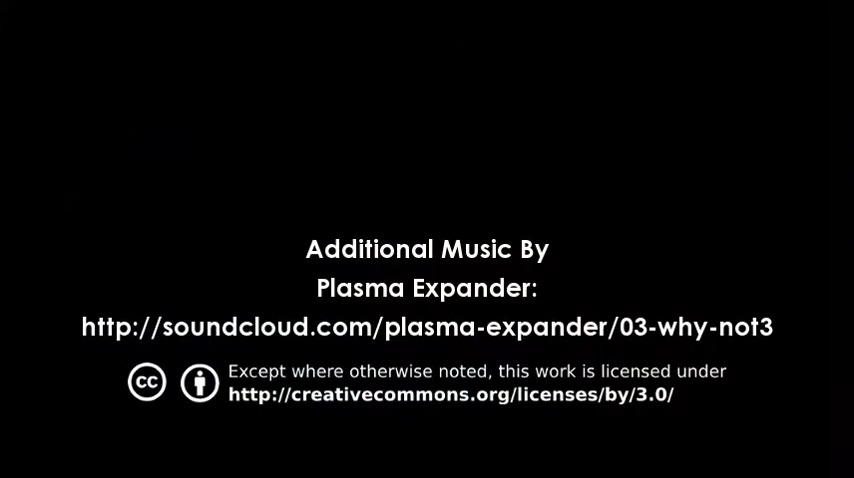 Additional Music By
Plasma Expander:
http://soundcloud.com/plasma-expander/03-why-not3
cc
Except where otherwise noted, this work is licensed under
http://creativecommons.org/licenses/by/3.0/